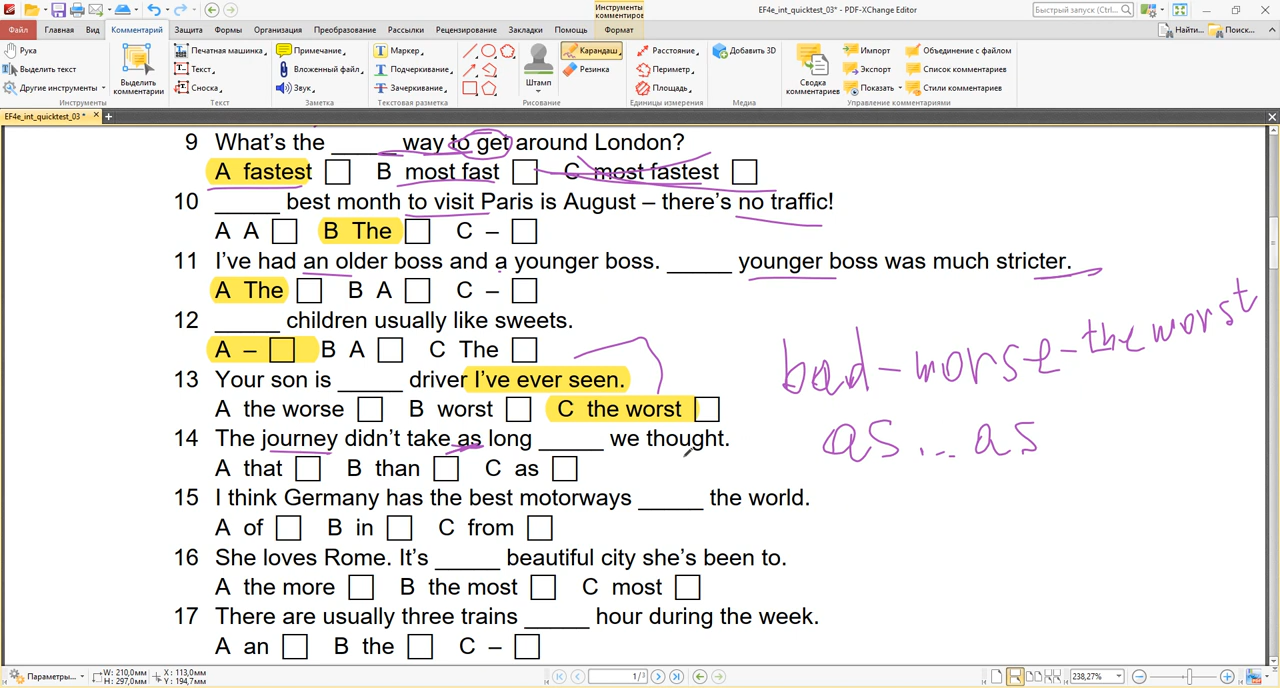 Инструменты комментиров
EF4e_int_quicktest_03* - PDF-XChange Editor
Быстрый запуск (Ctrl...
Файл Главная Вид Комментарий Защита Формы Организация Преобразование Рассылки Рецензирование Закладки Помощь Формат Найти... Поиск...
Рука
Выделить текст
Другие инструменты
Инструменты
Выделить комментарии
Печатная машинка
Текст
Сноска
Текст
Примечание
Вложенный файл
Звук
Заметка
Маркер
Подчеркивание
Зачеркивание
Текстовая разметка
Штамп
Карандаш
Резинка
Рисование
Расстояние
Периметр
Площадь
Единицы измерения
Добавить 3D
Медиа
Сводка комментариев
Импорт
Экспорт
Показать
Объединение с файлом
Список комментариев
Стили комментариев
Управление комментариями
EF4e_int_quicktest_03 *
9 What's the _____ way to get around London?
A fastest B most fast C most fastest
10 _____ best month to visit Paris is August – there's no traffic!
A A B The C –
11 I've had an older boss and a younger boss. _____ younger boss was much stricter.
A The B A C –
12 _____ children usually like sweets.
A – B A C The
13 Your son is _____ driver I've ever seen.
A the worse B worst C the worst
14 The journey didn't take as long _____ we thought.
A that B than C as
15 I think Germany has the best motorways _____ the world.
A of B in C from
16 She loves Rome. It's _____ beautiful city she's been to.
A the more B the most C most
17 There are usually three trains _____ hour during the week.
A an B the C –
bad - worse - the worst
as ... as
Параметры...
W: 210,0мм
H: 297,0мм
X: 113,0мм
Y: 194,7мм
238,27%